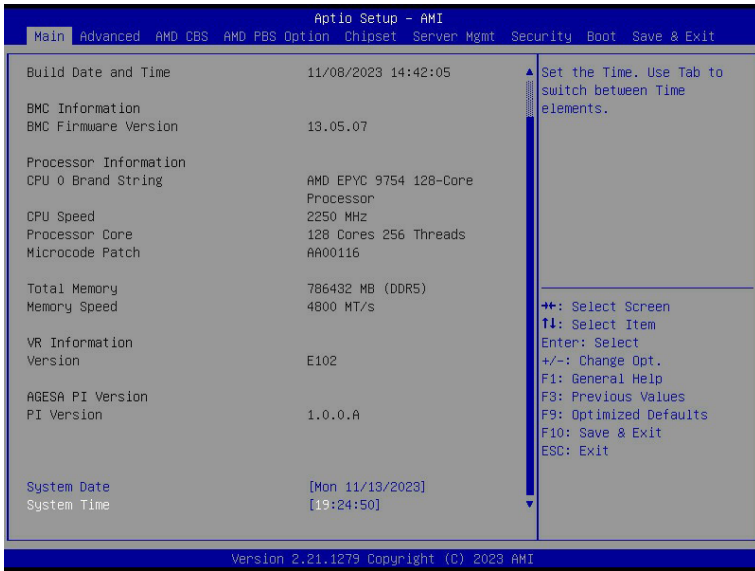 Aptio Setup – AMI
Main Advanced AMD CBS AMD PBS Option Chipset Server Mgmt Security Boot Save & Exit
Build Date and Time 11/08/2023 14:42:05
BMC Information
BMC Firmware Version 13.05.07
Processor Information
CPU 0 Brand String AMD EPYC 9754 128-Core
Processor
CPU Speed 2250 MHz
Processor Core 128 Cores 256 Threads
Microcode Patch AA00116
Total Memory 786432 MB (DDR5)
Memory Speed 4800 MT/s
VR Information
Version E102
AGESA PI Version
PI Version 1.0.0.A
System Date [Mon 11/13/2023]
System Time [19:24:50]
Set the Time. Use Tab to
switch between Time
elements.
→←: Select Screen
↑↓: Select Item
Enter: Select
+/-: Change Opt.
F1: General Help
F3: Previous Values
F9: Optimized Defaults
F10: Save & Exit
ESC: Exit
Version 2.21.1279 Copyright (C) 2023 AMI